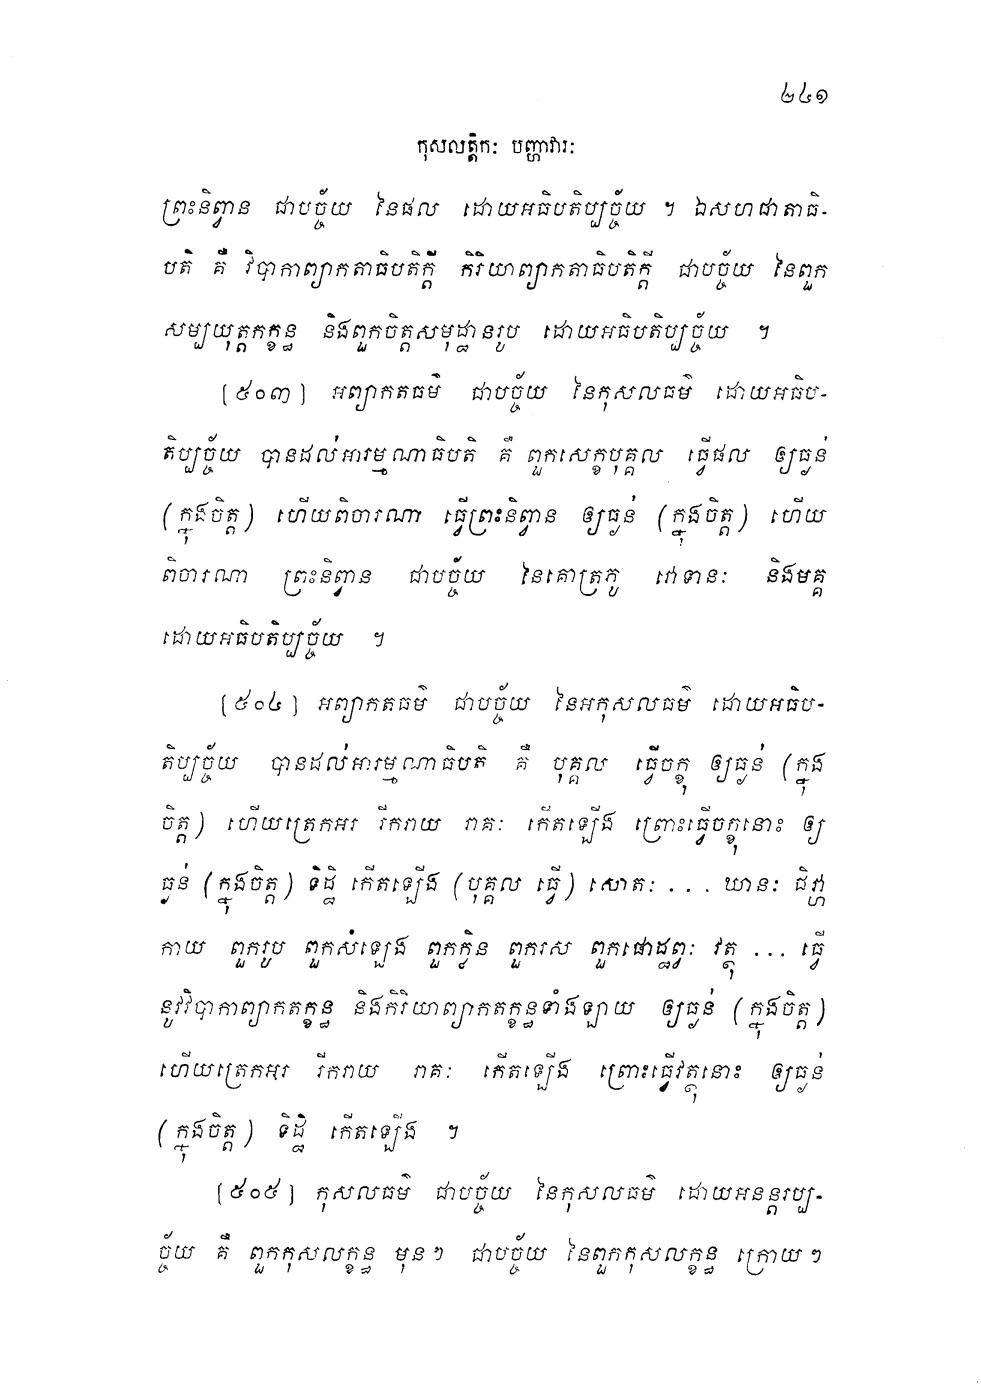 ២៤១
កុសលត្តិកៈ បញ្ហាវារៈ
ព្រះនិព្វាន ជាបច្ច័យ នៃផល ដោយអធិបតិប្បច្ច័យ ។ ឯសហជាតាធិ-
បតិ គឺ វិបាកាព្យាកតាធិបតិក្តី កិរិយាព្យាកតាធិបតិក្តី ជាបច្ច័យ នៃពួក
សម្បយុត្តកក្ខន្ធ និងពួកចិត្តសមុដ្ឋានរូប ដោយអធិបតិប្បច្ច័យ ។
[៥០៣] អព្យាកតធម៌ ជាបច្ច័យ នៃកុសលធម៌ ដោយអធិប-
តិប្បច្ច័យ បានដល់អារម្មណាធិបតិ គឺ ពួកសេក្ខបុគ្គល ធ្វើផល ឲ្យធ្ងន់
(ក្នុងចិត្ត) ហើយពិចារណា ធ្វើព្រះនិព្វាន ឲ្យធ្ងន់ (ក្នុងចិត្ត) ហើយ
ពិចារណា ព្រះនិព្វាន ជាបច្ច័យ នៃគោត្រភូ វោទានៈ និងមគ្គ
ដោយអធិបតិប្បច្ច័យ ។
[៥០៤] អព្យាកតធម៌ ជាបច្ច័យ នៃអកុសលធម៌ ដោយអធិប-
តិប្បច្ច័យ បានដល់អារម្មណាធិបតិ គឺ បុគ្គល ធ្វើចក្ខុ ឲ្យធ្ងន់ (ក្នុង
ចិត្ត) ហើយត្រេកអរ រីករាយ រាគៈ កើតឡើង ព្រោះធ្វើចក្ខុនោះ ឲ្យ
ធ្ងន់ (ក្នុងចិត្ត) ទិដ្ឋិ កើតឡើង (បុគ្គល ធ្វើ) សោតៈ ... ឃានៈ ជិវ្ហា
កាយ ពួករូប ពួកសំឡេង ពួកក្លិន ពួករស ពួកផោដ្ឋព្វៈ វត្ថុ ... ធ្វើ
នូវវិបាកាព្យាកតក្ខន្ធ និងកិរិយាព្យាកតក្ខន្ធទាំងឡាយ ឲ្យធ្ងន់ (ក្នុងចិត្ត)
ហើយត្រេកអរ រីករាយ រាគៈ កើតឡើង ព្រោះធ្វើវត្ថុនោះ ឲ្យធ្ងន់
(ក្នុងចិត្ត) ទិដ្ឋិ កើតឡើង ។
[៥០៥] កុសលធម៌ ជាបច្ច័យ នៃកុសលធម៌ ដោយអនន្តរប្ប-
ច្ច័យ គឺ ពួកកុសលក្ខន្ធ មុនៗ ជាបច្ច័យ នៃពួកកុសលក្ខន្ធ ក្រោយៗ